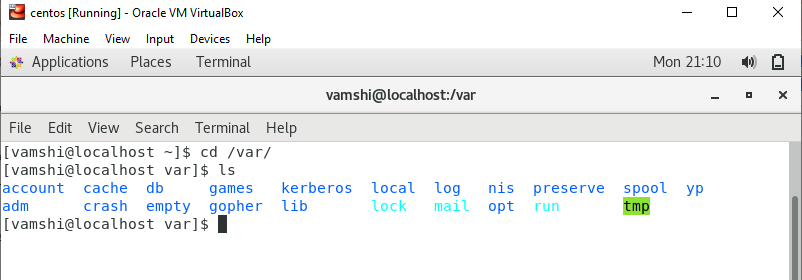 centos [Running] - Oracle VM VirtualBox
File Machine View Input Devices Help
Applications Places Terminal Mon 21:10
vamshi@localhost:/var
File Edit View Search Terminal Help
[vamshi@localhost ~]$ cd /var/
[vamshi@localhost var]$ ls
account cache db games kerberos local log nis preserve spool yp
adm crash empty gopher lib lock mail opt run tmp
[vamshi@localhost var]$